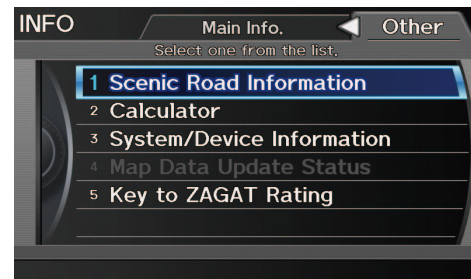 INFO
Main Info.
Other
Select one from the list.
1 Scenic Road Information
2 Calculator
3 System/Device Information
4 Map Data Update Status
5 Key to ZAGAT Rating